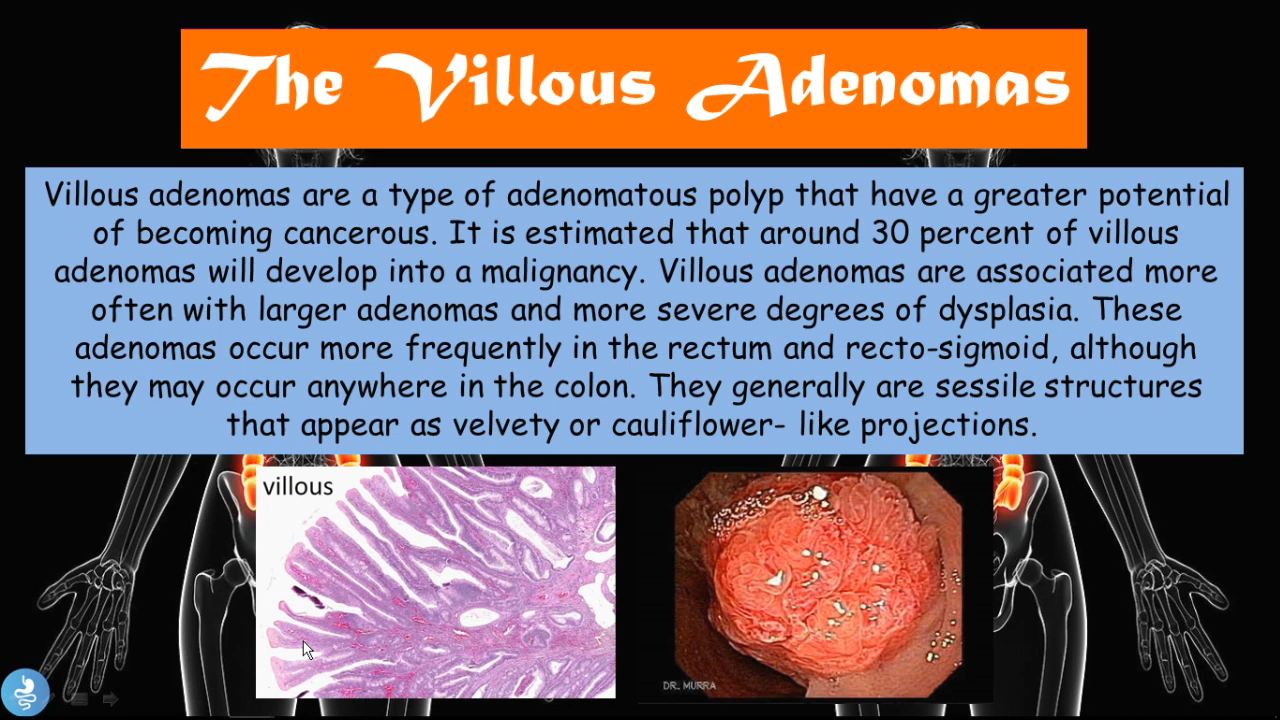 The Villous Adenomas
Villous adenomas are a type of adenomatous polyp that have a greater potential
of becoming cancerous. It is estimated that around 30 percent of villous
adenomas will develop into a malignancy. Villous adenomas are associated more
often with larger adenomas and more severe degrees of dysplasia. These
adenomas occur more frequently in the rectum and recto-sigmoid, although
they may occur anywhere in the colon. They generally are sessile structures
that appear as velvety or cauliflower- like projections.
villous
DR. MURRA